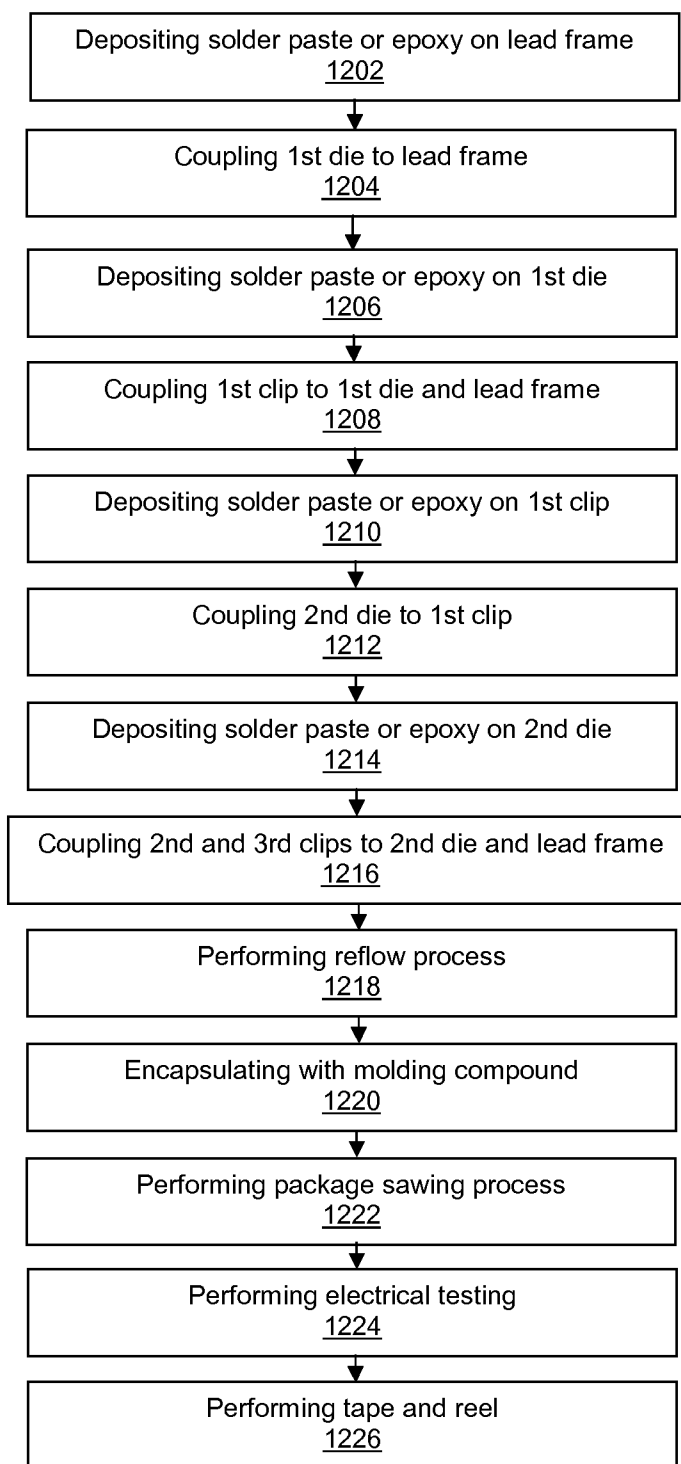 Depositing solder paste or epoxy on lead frame
1202
Coupling 1st die to lead frame
1204
Depositing solder paste or epoxy on 1st die
1206
Coupling 1st clip to 1st die and lead frame
1208
Depositing solder paste or epoxy on 1st clip
1210
Coupling 2nd die to 1st clip
1212
Depositing solder paste or epoxy on 2nd die
1214
Coupling 2nd and 3rd clips to 2nd die and lead frame
1216
Performing reflow process
1218
Encapsulating with molding compound
1220
Performing package sawing process
1222
Performing electrical testing
1224
Performing tape and reel
1226